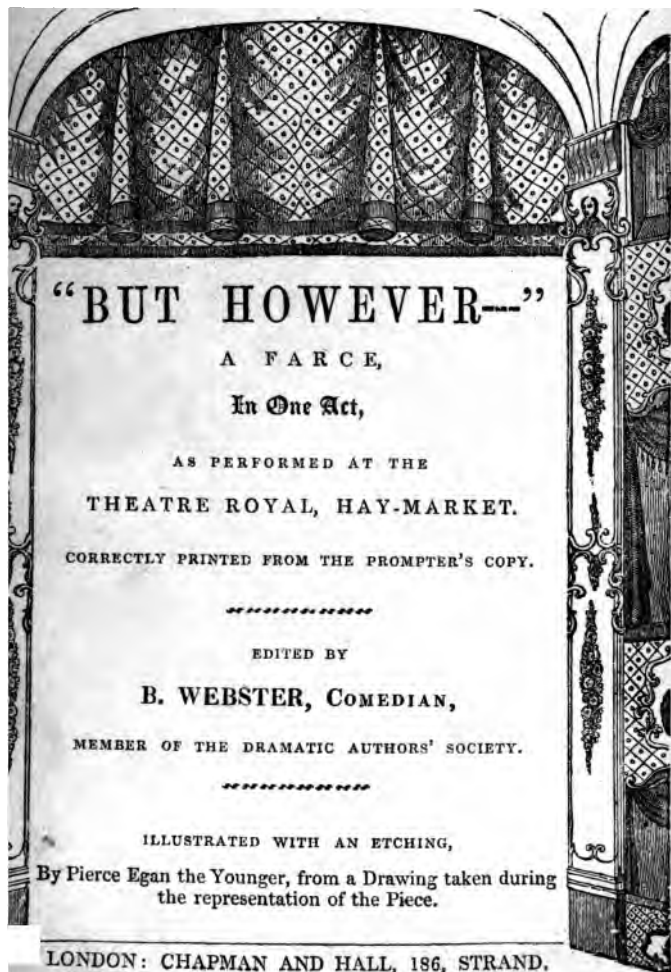 “BUT HOWEVER—”
A FARCE,
In One Act,
AS PERFORMED AT THE
THEATRE ROYAL, HAY-MARKET.
CORRECTLY PRINTED FROM THE PROMPTER'S COPY.
EDITED BY
B. WEBSTER, COMEDIAN,
MEMBER OF THE DRAMATIC AUTHORS' SOCIETY.
ILLUSTRATED WITH AN ETCHING,
By Pierce Egan the Younger, from a Drawing taken during
the representation of the Piece.
LONDON: CHAPMAN AND HALL, 186, STRAND.